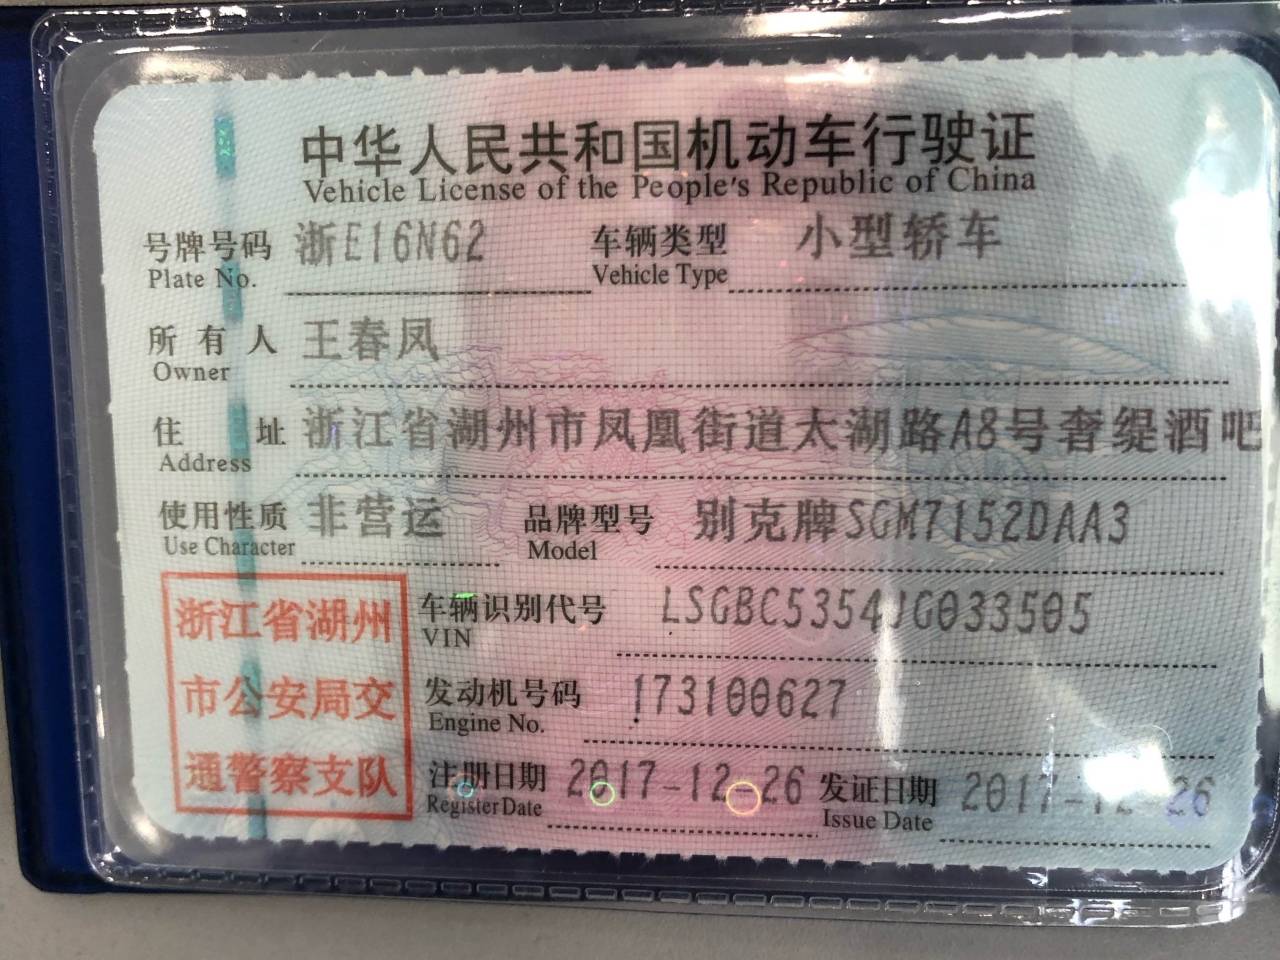 中华人民共和国机动车行驶证
Vehicle License of the People's Republic of China
号牌号码 浙E16N62 车辆类型 小型轿车
Plate No. Vehicle Type
所有人 王春凤
Owner
住址 浙江省湖州市凤凰街道太湖路A8号奢缇酒吧
Address
使用性质 非营运 品牌型号 别克牌SGM7152DAA3
Use Character Model
浙江省湖州
市公安局交
通警察支队
车辆识别代号 LSGBC5354JG033505
VIN
发动机号码 173100627
Engine No.
注册日期 2017-12-26 发证日期 2017-12-26
Register Date Issue Date